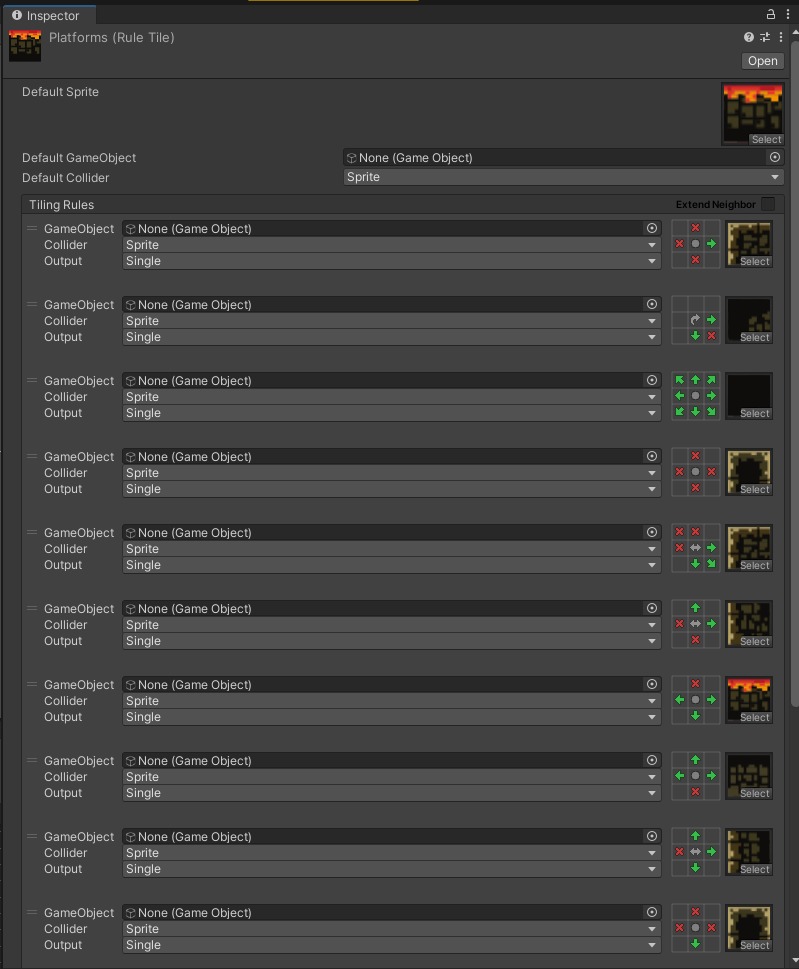 Inspector
Platforms (Rule Tile)
Open
Default Sprite
Select
Default GameObject None (Game Object)
Default Collider Sprite
Tiling Rules Extend Neighbor
GameObject None (Game Object)
Collider Sprite
Output Single Select
GameObject None (Game Object)
Collider Sprite
Output Single Select
GameObject None (Game Object)
Collider Sprite
Output Single Select
GameObject None (Game Object)
Collider Sprite
Output Single Select
GameObject None (Game Object)
Collider Sprite
Output Single Select
GameObject None (Game Object)
Collider Sprite
Output Single Select
GameObject None (Game Object)
Collider Sprite
Output Single Select
GameObject None (Game Object)
Collider Sprite
Output Single Select
GameObject None (Game Object)
Collider Sprite
Output Single Select
GameObject None (Game Object)
Collider Sprite
Output Single Select